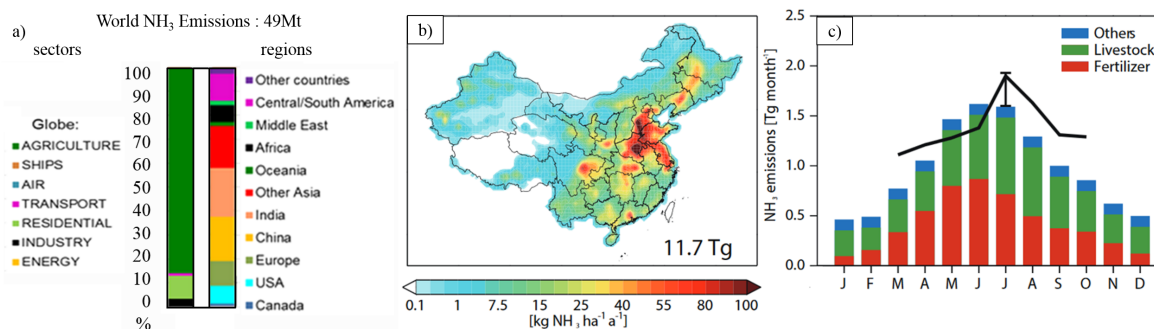 World NH₃ Emissions : 49Mt
a)
sectors
regions
100
90
80
70
60
50
40
30
20
10
0
%
Globe:
AGRICULTURE
SHIPS
AIR
TRANSPORT
RESIDENTIAL
INDUSTRY
ENERGY
Other countries
Central/South America
Middle East
Africa
Oceania
Other Asia
India
China
Europe
USA
Canada
b)
11.7 Tg
0.1 1 7.5 15 25 40 55 80 100
[kg NH₃ ha⁻¹ a⁻¹]
c)
2.5
2.0
1.5
1.0
0.5
0.0
NH₃ emissions [Tg month⁻¹]
Others
Livestock
Fertilizer
J F M A M J J A S O N D